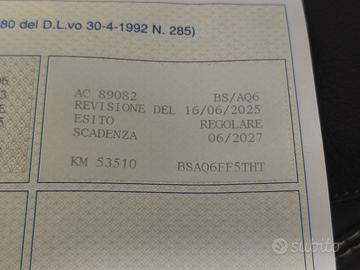 80 del D.L.vo 30-4-1992 N. 285)
AC 89082 BS/AQ6
REVISIONE DEL 16/06/2025
ESITO REGOLARE
SCADENZA 06/2027
KM 53510 BSAQ6FF5THT
subito